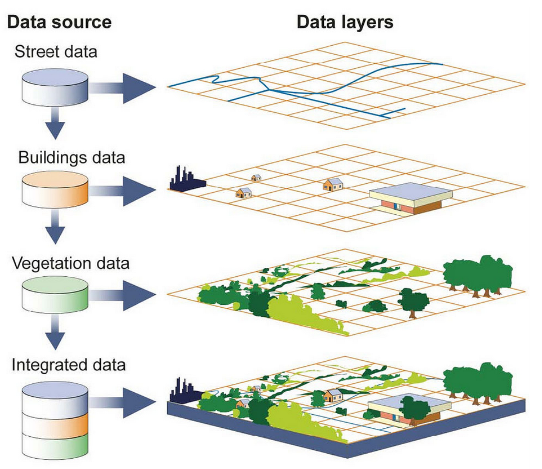 Data source
Data layers
Street data
Buildings data
Vegetation data
Integrated data